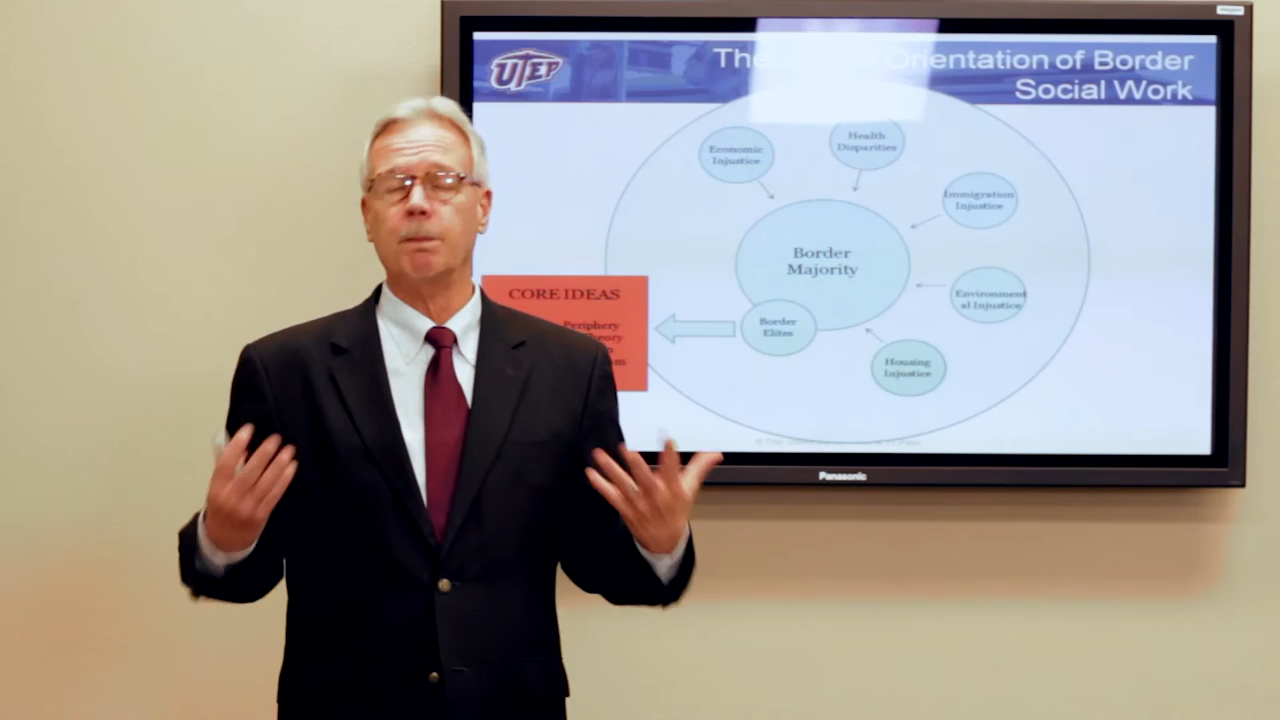 UTEP
The Orientation of Border
Social Work
Economic
Injustice
Health
Disparities
Immigration
Injustice
Border
Majority
Environment
al Injustice
CORE IDEAS
Periphery
Border
Elites
Housing
Injustice
Panasonic